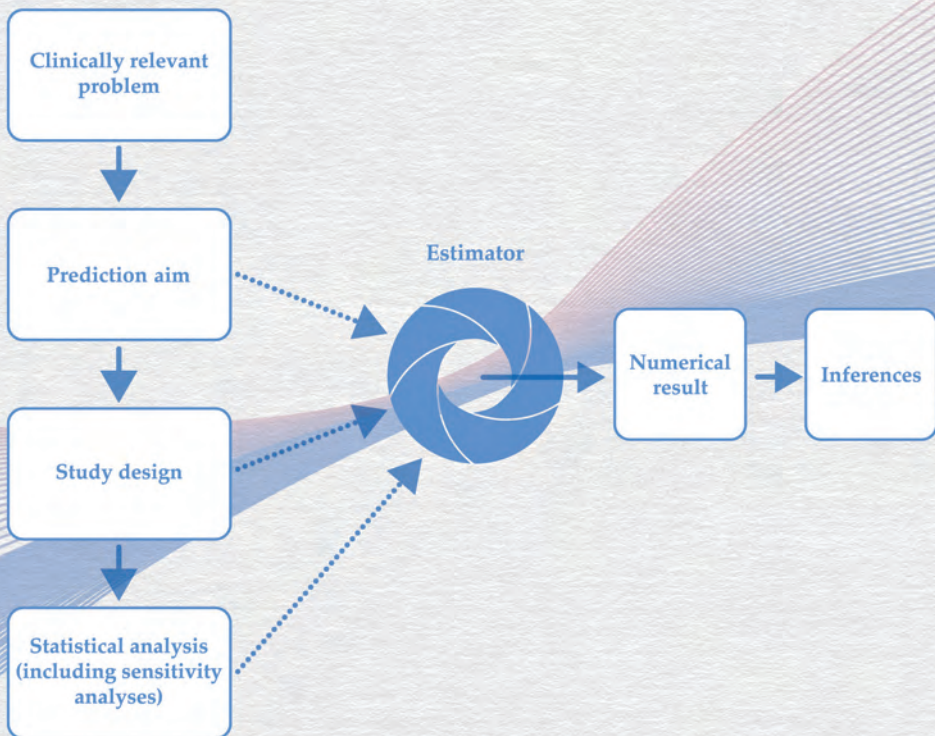 Clinically relevant
problem
Prediction aim
Estimator
Numerical
result
Inferences
Study design
Statistical analysis
(including sensitivity
analyses)